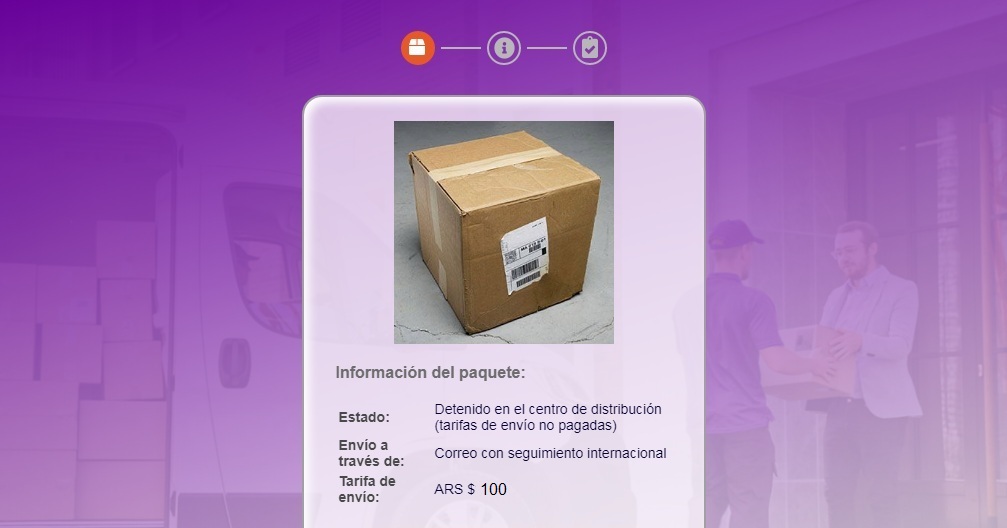 Información del paquete:
Estado:
Detenido en el centro de distribución
(tarifas de envío no pagadas)
Envío a
través de:
Correo con seguimiento internacional
Tarifa de
envío:
ARS $ 100